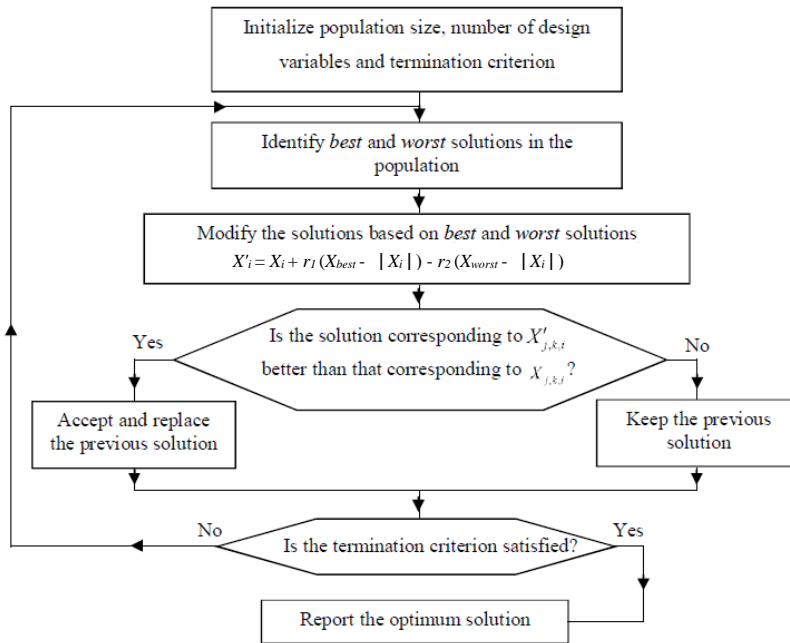 Initialize population size, number of design
variables and termination criterion
Identify best and worst solutions in the
population
Modify the solutions based on best and worst solutions
X'i = Xi + r1 (Xbest - |Xi|) - r2 (Xworst - |Xi|)
Is the solution corresponding to X'j,k,i
better than that corresponding to Xj,k,i?
Yes
No
Accept and replace
the previous solution
Keep the previous
solution
No
Is the termination criterion satisfied?
Yes
Report the optimum solution